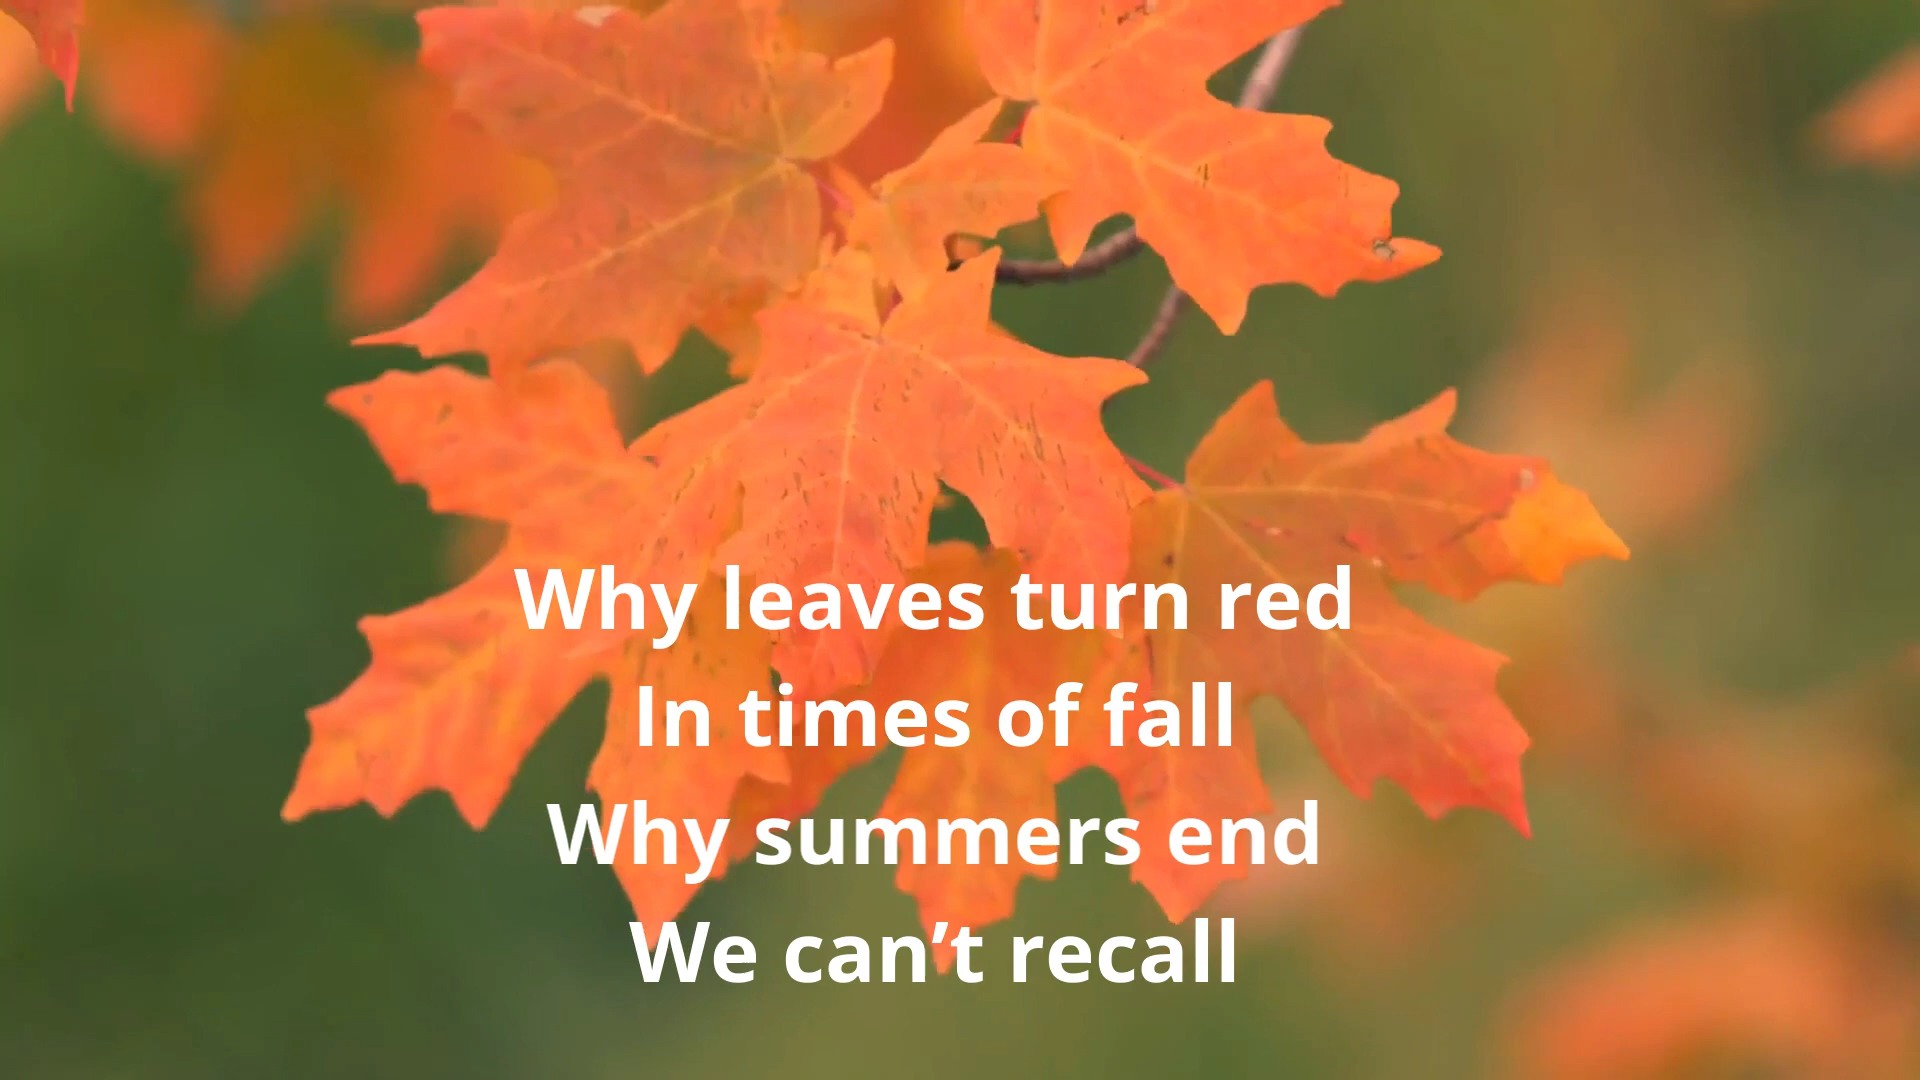 Why leaves turn red
In times of fall
Why summers end
We can’t recall